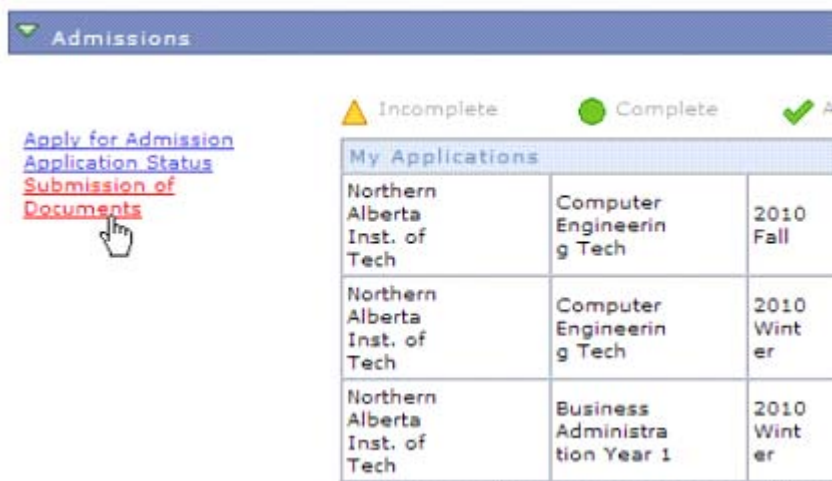 Admissions
Incomplete Complete
Apply for Admission
Application Status
Submission of
Documents
My Applications
Northern
Alberta
Inst. of
Tech
Computer
Engineerin
g Tech
2010
Fall
Northern
Alberta
Inst. of
Tech
Computer
Engineerin
g Tech
2010
Wint
er
Northern
Alberta
Inst. of
Tech
Business
Administra
tion Year 1
2010
Wint
er